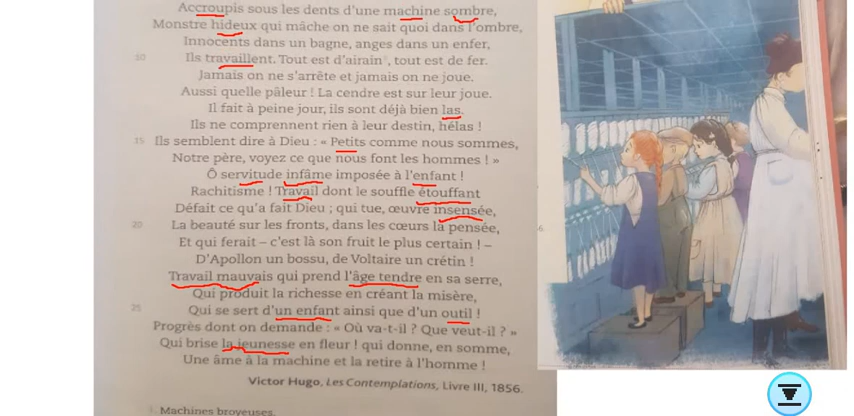 Accroupis sous les dents d'une machine sombre,
Monstre hideux qui mâche on ne sait quoi dans l'ombre,
Innocents dans un bagne, anges dans un enfer,
10 Ils travaillent. Tout est d'airain¹, tout est de fer.
Jamais on ne s'arrête et jamais on ne joue.
Aussi quelle pâleur ! La cendre est sur leur joue.
Il fait à peine jour, ils sont déjà bien las.
Ils ne comprennent rien à leur destin, hélas !
15 Ils semblent dire à Dieu : « Petits comme nous sommes,
Notre père, voyez ce que nous font les hommes ! »
Ô servitude infâme imposée à l'enfant !
Rachitisme ! Travail dont le souffle étouffant
Défait ce qu'a fait Dieu ; qui tue, œuvre insensée,
20 La beauté sur les fronts, dans les cœurs la pensée,
Et qui ferait – c'est là son fruit le plus certain ! –
D'Apollon un bossu, de Voltaire un crétin !
Travail mauvais qui prend l'âge tendre en sa serre,
Qui produit la richesse en créant la misère,
25 Qui se sert d'un enfant ainsi que d'un outil !
Progrès dont on demande : « Où va-t-il ? Que veut-il ? »
Qui brise la jeunesse en fleur ! qui donne, en somme,
Une âme à la machine et la retire à l'homme !
Victor Hugo, Les Contemplations, Livre III, 1856.
1. Machines broyeuses.